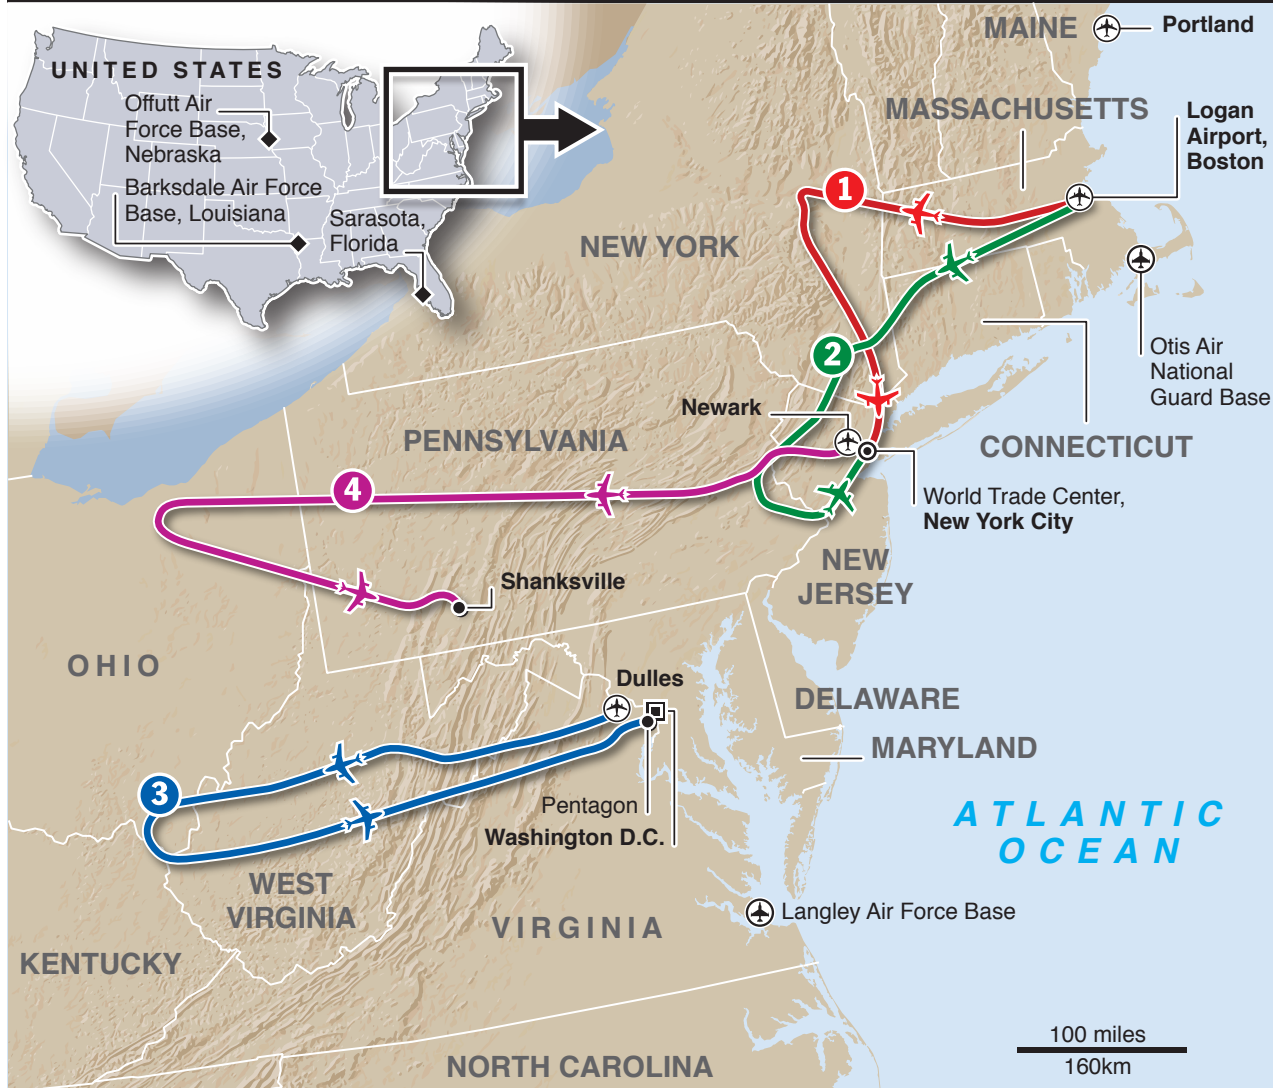 UNITED STATES
Offutt Air
Force Base,
Nebraska
Barksdale Air Force
Base, Louisiana
Sarasota,
Florida
MAINE
Portland
MASSACHUSETTS
Logan
Airport,
Boston
1
NEW YORK
2
Otis Air
National
Guard Base
Newark
CONNECTICUT
PENNSYLVANIA
4
World Trade Center,
New York City
NEW
JERSEY
Shanksville
OHIO
Dulles
DELAWARE
MARYLAND
3
Pentagon
Washington D.C.
ATLANTIC
OCEAN
WEST
VIRGINIA
VIRGINIA
Langley Air Force Base
KENTUCKY
100 miles
160km
NORTH CAROLINA